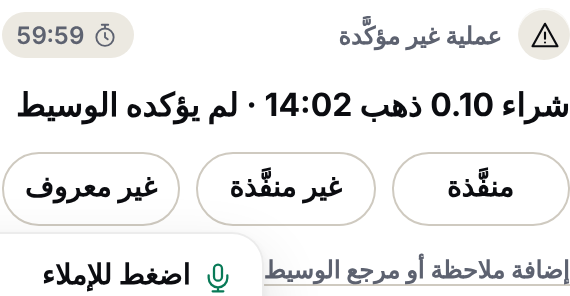 عملية غير مؤكَّدة 59:59
شراء 0.10 ذهب 14:02 · لم يؤكده الوسيط
منفَّذة غير منفَّذة غير معروف
إضافة ملاحظة أو مرجع الوسيط
اضغط للإملاء